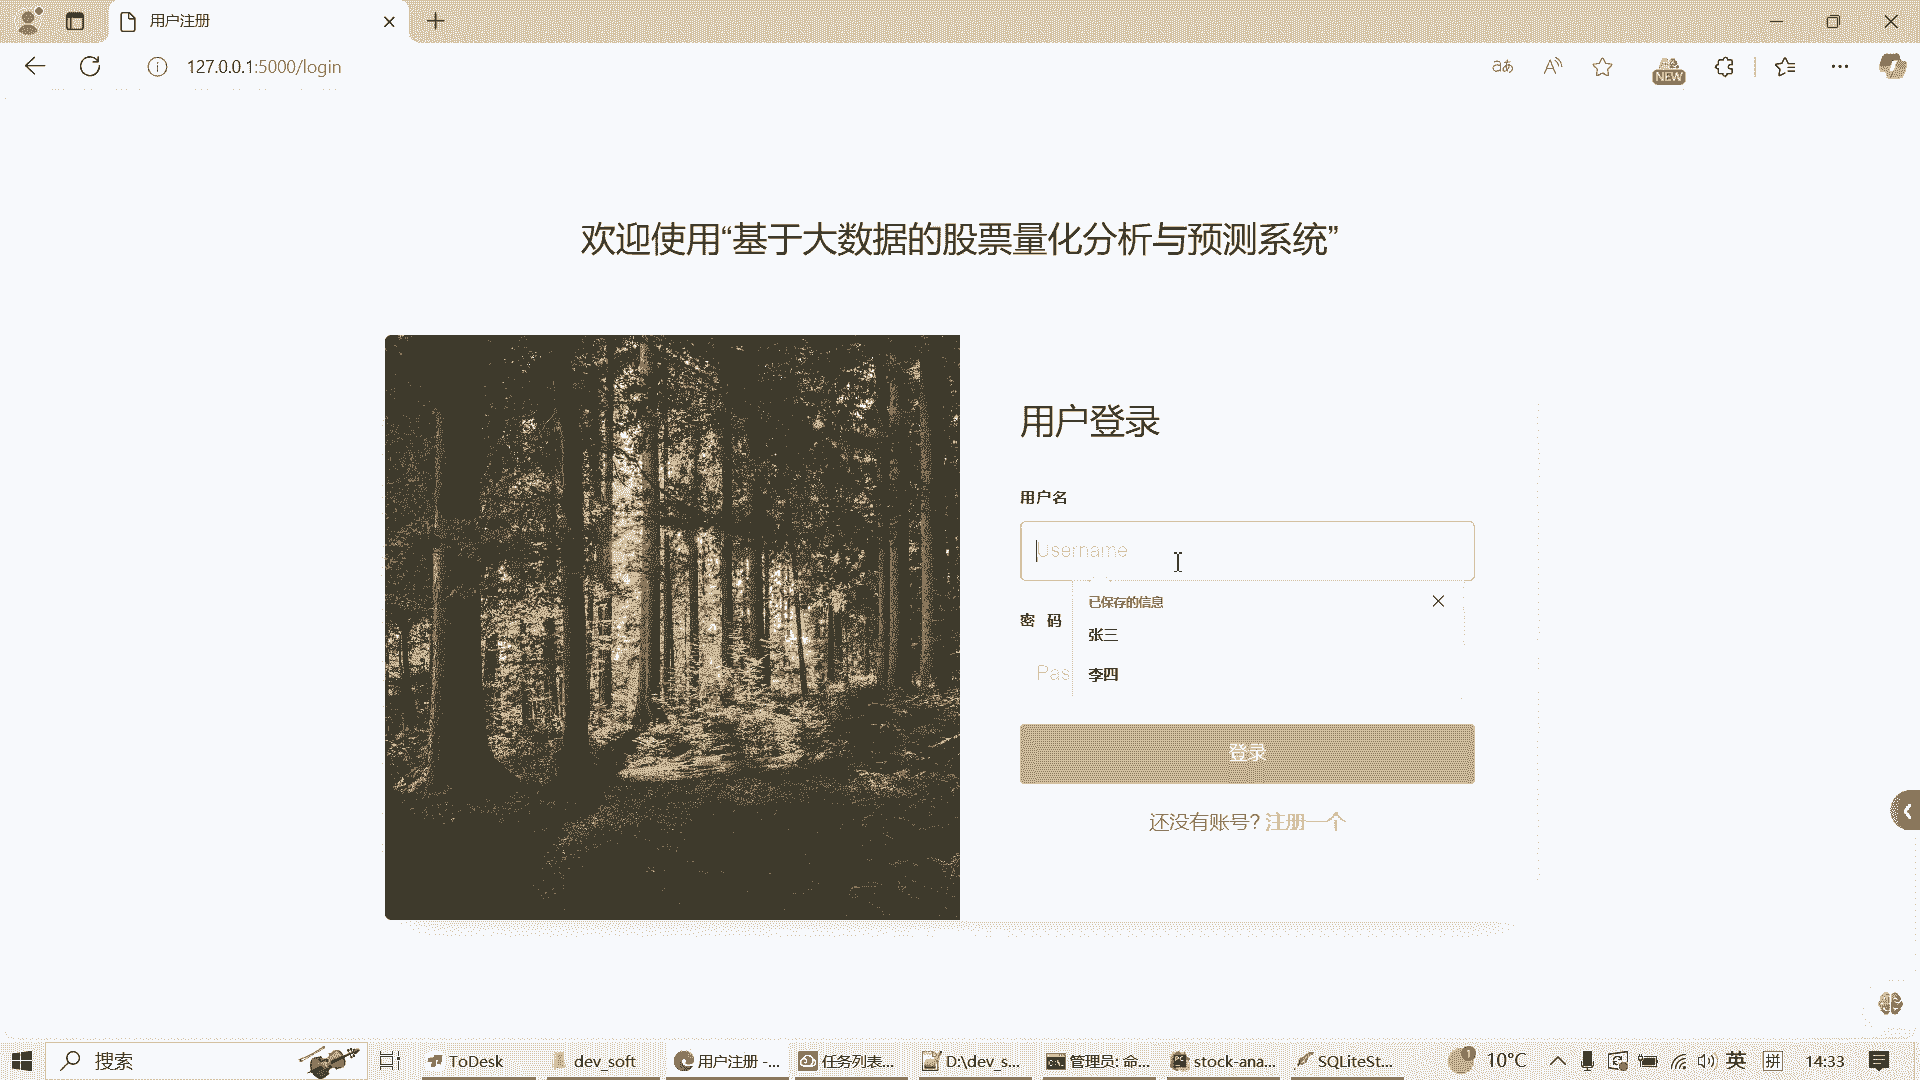 用户注册
127.0.0.1:5000/login
aあ
A
NEW
欢迎使用“基于大数据的股票量化分析与预测系统”
用户登录
用户名
Username
已保存的信息
密 码
张三
Pas
李四
登录
还没有账号? 注册一个
搜索
ToDesk
dev_soft
用户注册 -...
任务列表...
D:\dev_s...
管理员: 命...
stock-ana...
SQLiteSt...
1
10°C
英
拼
14:33